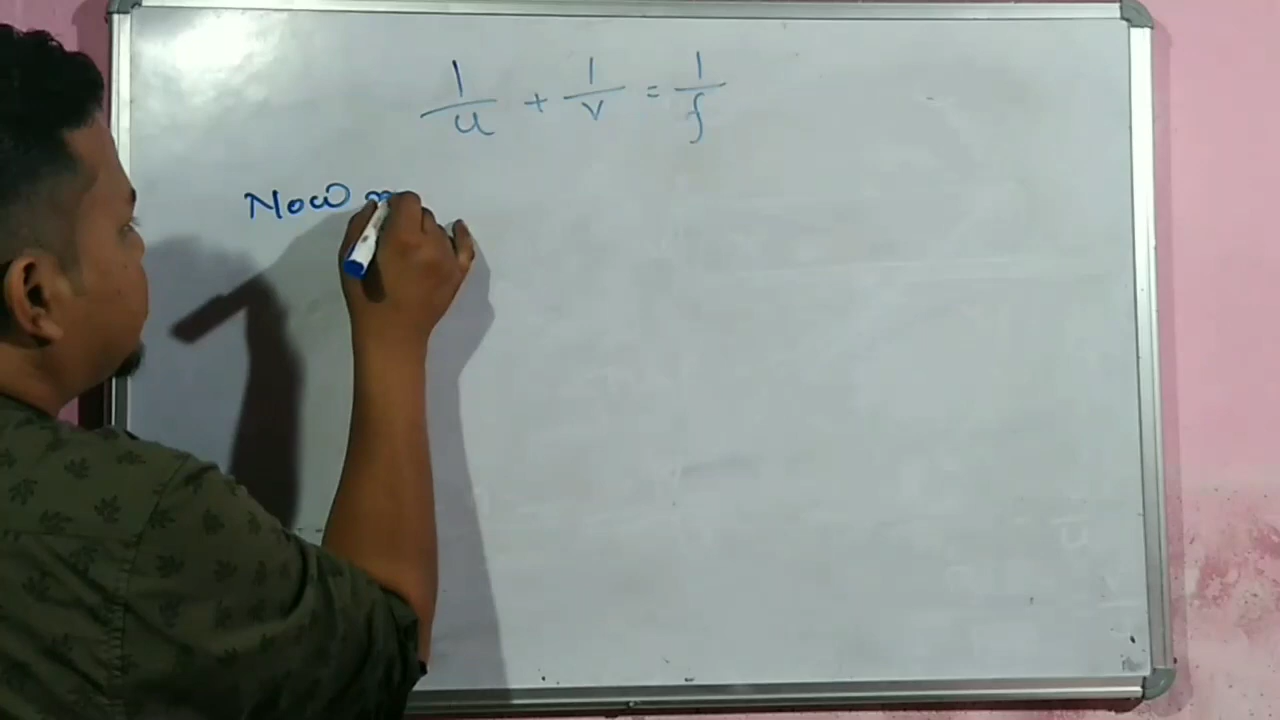 1/u + 1/v = 1/f
Now